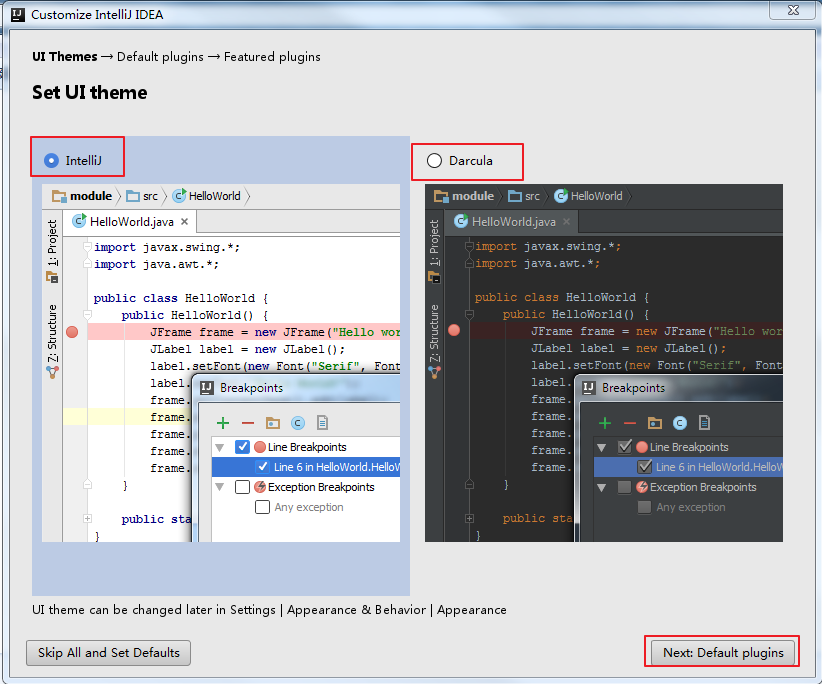 Customize IntelliJ IDEA
UI Themes → Default plugins → Featured plugins
Set UI theme
IntelliJ
module src HelloWorld
HelloWorld.java
1: Project
Z: Structure
import javax.swing.*;
import java.awt.*;
public class HelloWorld {
public HelloWorld() {
JFrame frame = new JFrame("Hello wor
JLabel label = new JLabel();
label.setFont(new Font("Serif", Font
label.
frame.
frame.
frame.
frame.
frame.
}
public sta
}
Breakpoints
Line Breakpoints
Line 6 in HelloWorld.HelloW
Exception Breakpoints
Any exception
Darcula
module src HelloWorld
HelloWorld.java
1: Project
Z: Structure
import javax.swing.*;
import java.awt.*;
public class HelloWorld {
public HelloWorld() {
JFrame frame = new JFrame("Hello wor
JLabel label = new JLabel();
label.setFont(new Font("Serif", Font
label.
frame.
frame.
frame.
frame.
frame.
}
public sta
}
Breakpoints
Line Breakpoints
Line 6 in HelloWorld.HelloW
Exception Breakpoints
Any exception
UI theme can be changed later in Settings | Appearance & Behavior | Appearance
Skip All and Set Defaults
Next: Default plugins